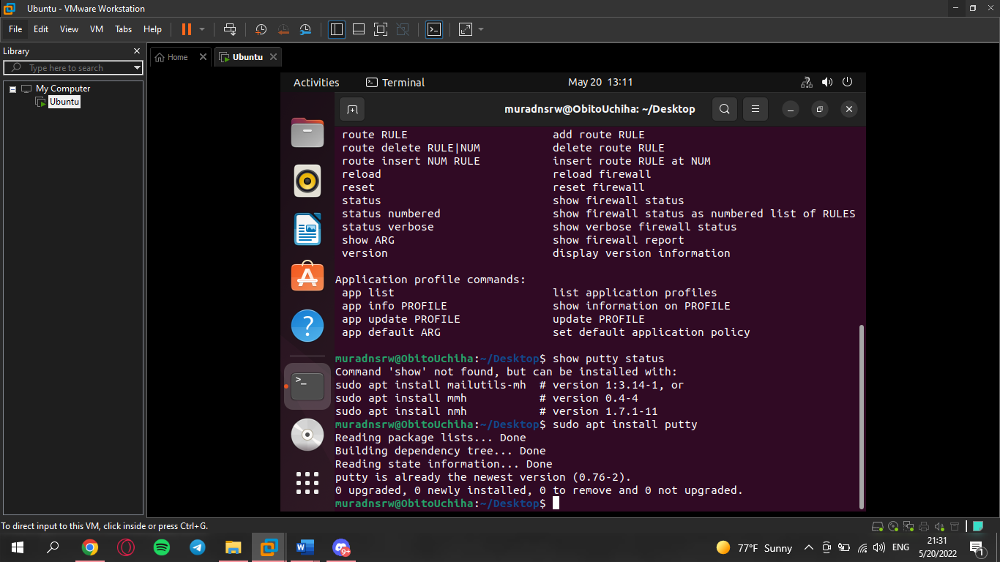 Ubuntu - VMware Workstation
File Edit View VM Tabs Help
Library
Type here to search
My Computer
Ubuntu
Home Ubuntu
Activities Terminal May 20 13:11
muradnsrw@ObitoUchiha: ~/Desktop
route RULE add route RULE
route delete RULE|NUM delete route RULE
route insert NUM RULE insert route RULE at NUM
reload reload firewall
reset reset firewall
status show firewall status
status numbered show firewall status as numbered list of RULES
status verbose show verbose firewall status
show ARG show firewall report
version display version information
Application profile commands:
app list list application profiles
app info PROFILE show information on PROFILE
app update PROFILE update PROFILE
app default ARG set default application policy
muradnsrw@ObitoUchiha:~/Desktop$ show putty status
Command 'show' not found, but can be installed with:
sudo apt install mailutils-mh # version 1:3.14-1, or
sudo apt install mmh # version 0.4-4
sudo apt install nmh # version 1.7.1-11
muradnsrw@ObitoUchiha:~/Desktop$ sudo apt install putty
Reading package lists... Done
Building dependency tree... Done
Reading state information... Done
putty is already the newest version (0.76-2).
0 upgraded, 0 newly installed, 0 to remove and 0 not upgraded.
muradnsrw@ObitoUchiha:~/Desktop$
To direct input to this VM, click inside or press Ctrl+G.
9+
77°F Sunny
ENG
21:31
5/20/2022
1